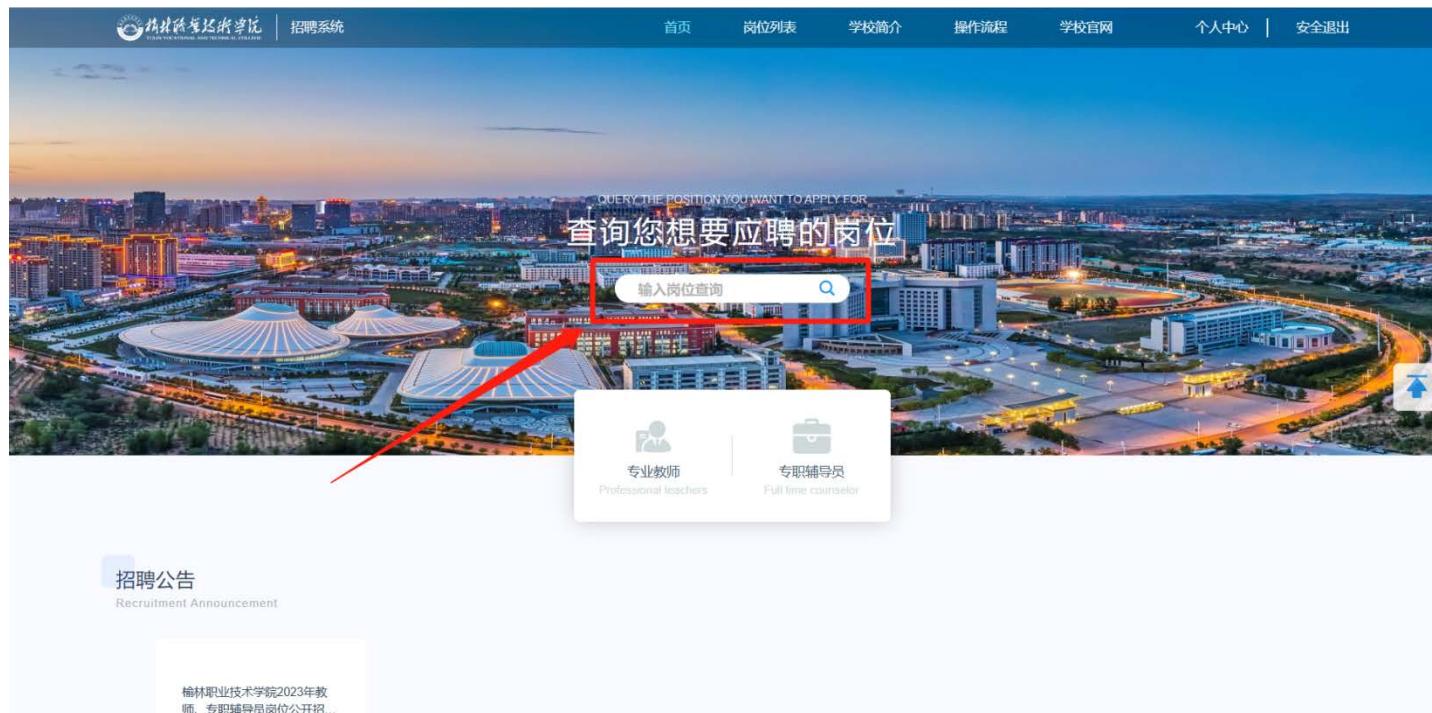 榆林职业技术学院
YULIN VOCATIONAL AND TECHNICAL COLLEGE
招聘系统
首页
岗位列表
学校简介
操作流程
学校官网
个人中心
安全退出
QUERY THE POSITION YOU WANT TO APPLY FOR
查询您想要应聘的岗位
输入岗位查询
专业教师
Professional teachers
专职辅导员
Full time counselor
招聘公告
Recruitment Announcement
榆林职业技术学院2023年教
师、专职辅导员岗位公开招...